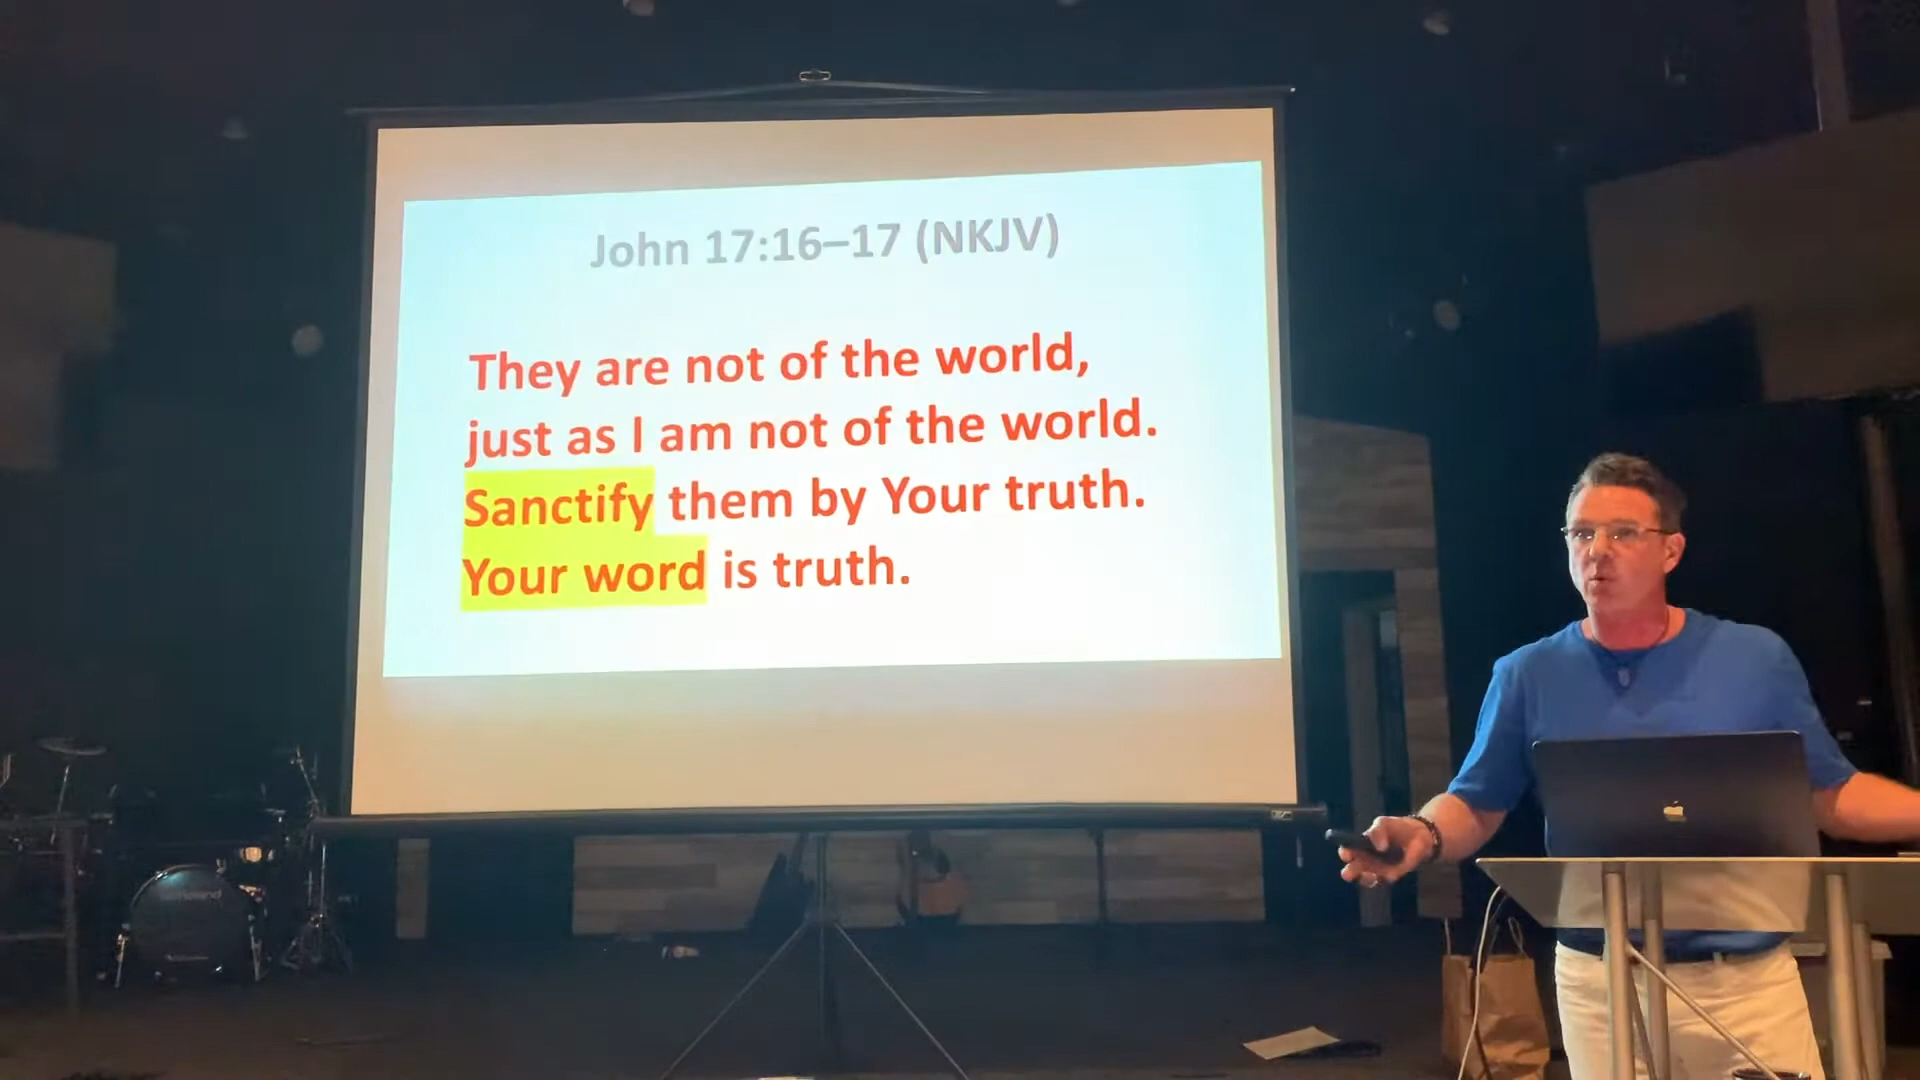 John 17:16–17 (NKJV)
They are not of the world,
just as I am not of the world.
Sanctify them by Your truth.
Your word is truth.